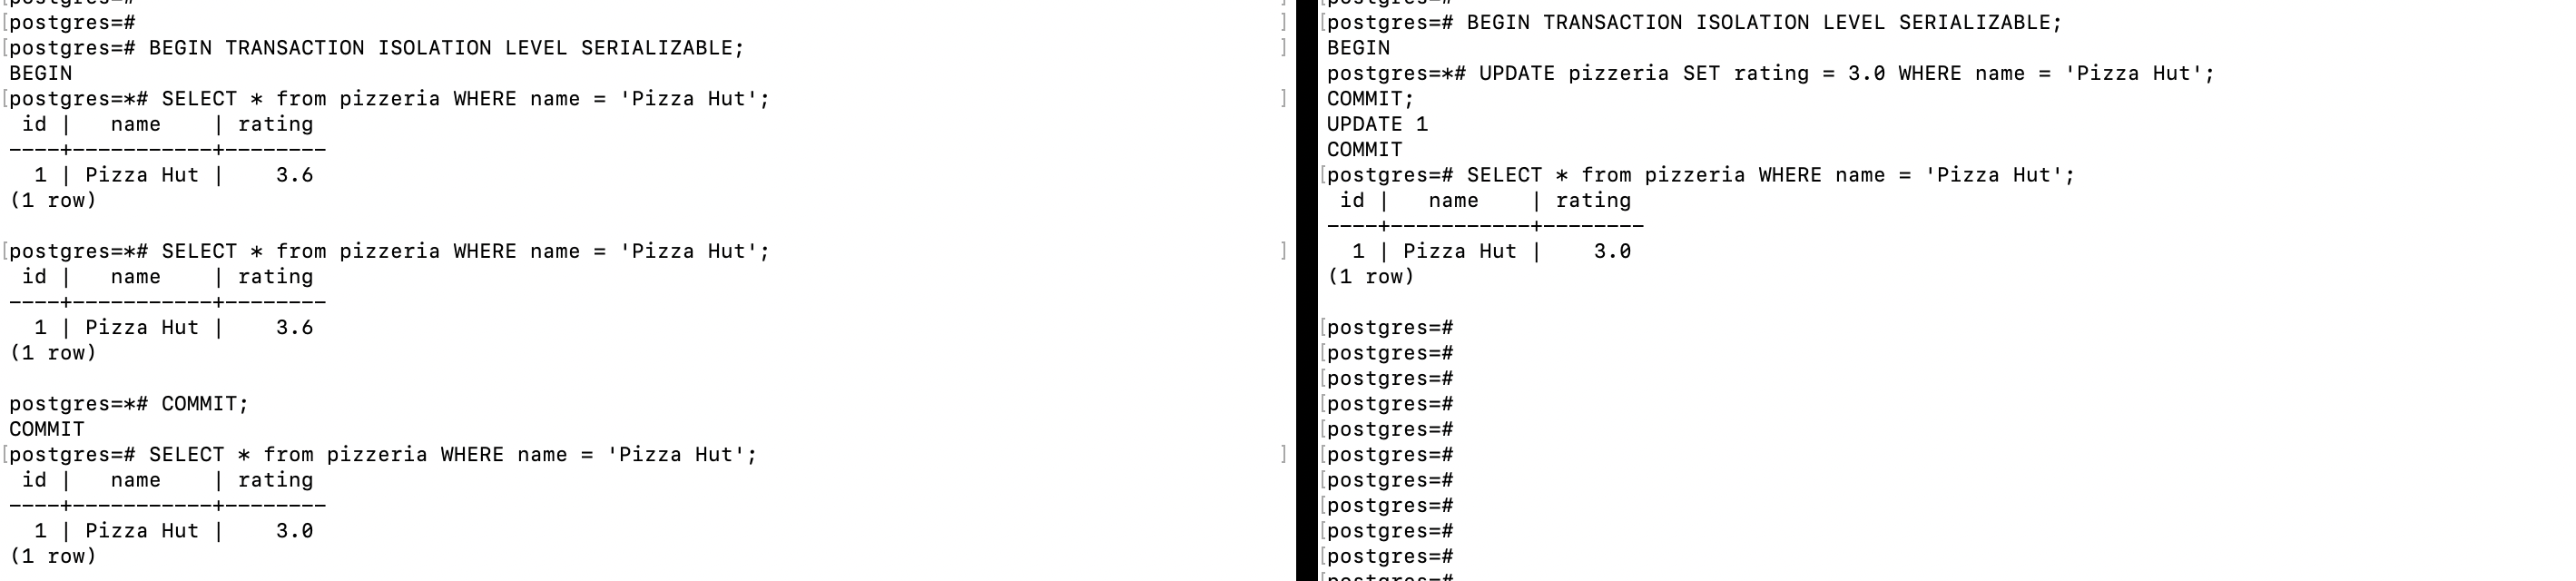 postgres=#
[postgres=# BEGIN TRANSACTION ISOLATION LEVEL SERIALIZABLE; ]
BEGIN
[postgres=*# SELECT * from pizzeria WHERE name = 'Pizza Hut'; ]
 id |   name    | rating
----+-----------+--------
  1 | Pizza Hut |    3.6
(1 row)
[postgres=*# SELECT * from pizzeria WHERE name = 'Pizza Hut'; ]
 id |   name    | rating
----+-----------+--------
  1 | Pizza Hut |    3.6
(1 row)
postgres=*# COMMIT;
COMMIT
[postgres=# SELECT * from pizzeria WHERE name = 'Pizza Hut'; ]
 id |   name    | rating
----+-----------+--------
  1 | Pizza Hut |    3.0
(1 row)
[postgres=# BEGIN TRANSACTION ISOLATION LEVEL SERIALIZABLE;
BEGIN
postgres=*# UPDATE pizzeria SET rating = 3.0 WHERE name = 'Pizza Hut';
COMMIT;
UPDATE 1
COMMIT
[postgres=# SELECT * from pizzeria WHERE name = 'Pizza Hut';
 id |   name    | rating
----+-----------+--------
  1 | Pizza Hut |    3.0
(1 row)
[postgres=#
[postgres=#
[postgres=#
[postgres=#
[postgres=#
[postgres=#
[postgres=#
[postgres=#
[postgres=#
[postgres=#